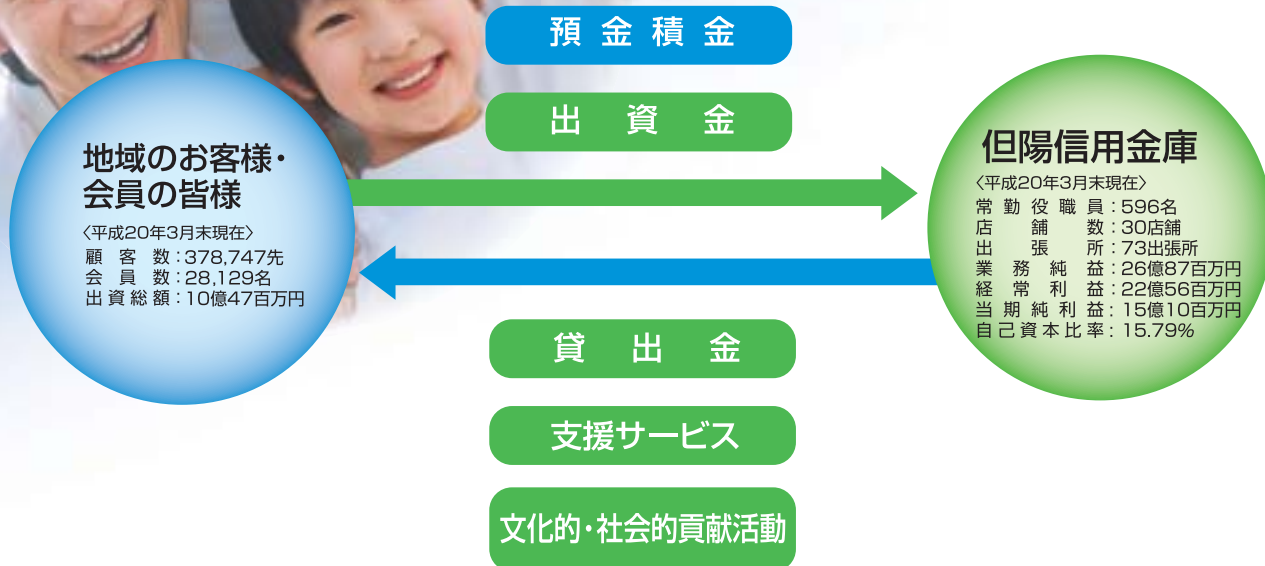 預金積金
出資金
地域のお客様・
会員の皆様
〈平成20年3月末現在〉
顧客数：378,747先
会員数：28,129名
出資総額：10億47百万円
但陽信用金庫
〈平成20年3月末現在〉
常勤役職員：596名
店舗数：30店舗
出張所：73出張所
業務純益：26億87百万円
経常利益：22億56百万円
当期純利益：15億10百万円
自己資本比率：15.79%
貸出金
支援サービス
文化的・社会的貢献活動